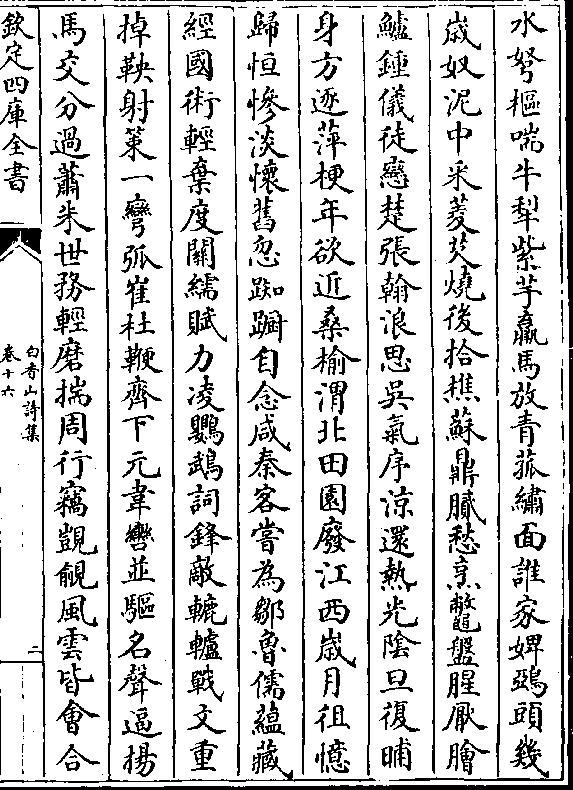 水弩樞喘牛犁紫芋羸馬放青菰繡面誰家婢鵶頭幾
嵗奴泥中采菱芡燒後拾樵蘇鼎膩愁烹鼈盤腥厭膾
鱸鍾儀徒戀楚張翰浪思吳氣序涼還熱光陰旦復晡
身方逐萍梗年欲近桑榆渭北田園廢江西嵗月徂憶
歸恒慘淡懷舊忽踟蹰自念咸秦客嘗為鄒魯儒蘊藏
經國術輕棄度關繻賦力凌鸚鵡詞鋒敵轆轤戰文重
掉鞅射策一彎弧崔杜鞭齊下元韋轡並驅名聲逼揚
馬交分過蕭朱世務輕磨揣周行竊覬覦風雲皆㑹合
欽定四庫全書
白香山詩集
卷十六
二